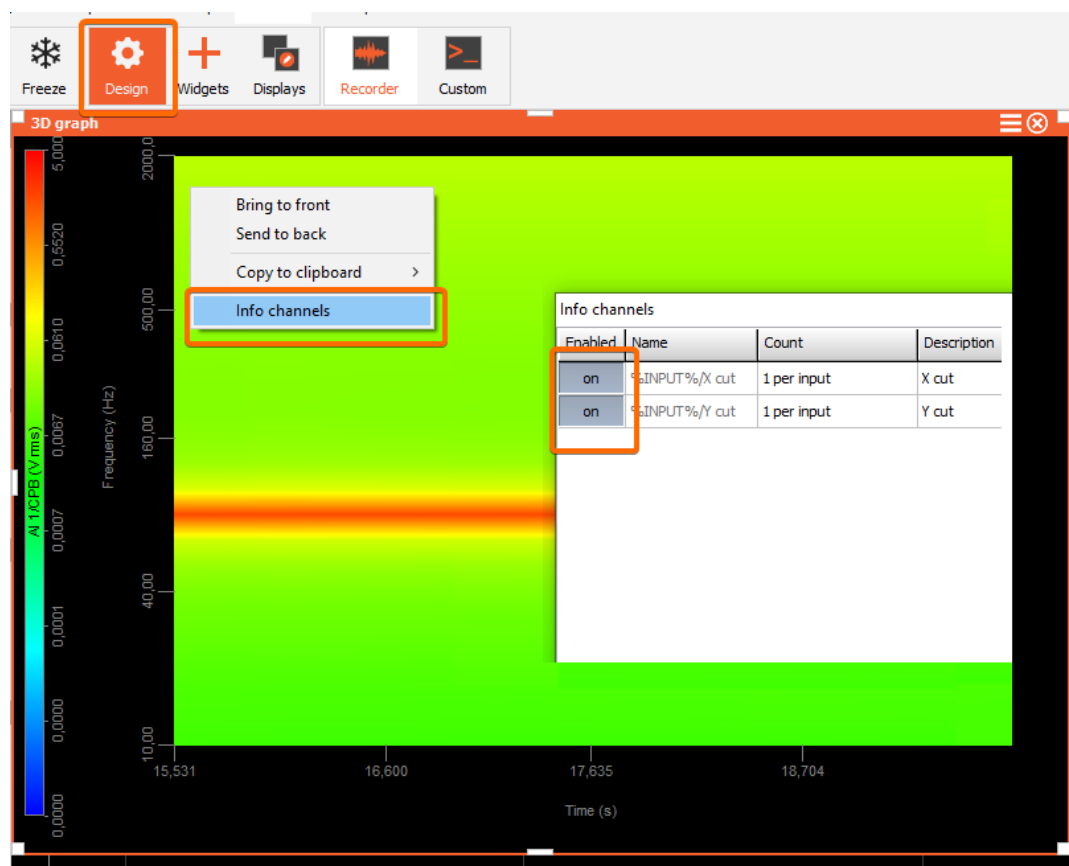 Freeze
Design
Widgets
Displays
Recorder
Custom
3D graph
5,000
0,5520
0,0610
0,0067
0,0007
0,0001
0,0000
0,0000
AI 1/CPB (V rms)
2000,0
500,00
160,00
40,00
10,00
Frequency (Hz)
Bring to front
Send to back
Copy to clipboard
Info channels
Info channels
Enabled Name Count Description
on %INPUT%/X cut 1 per input X cut
on %INPUT%/Y cut 1 per input Y cut
15,531 16,600 17,635 18,704
Time (s)